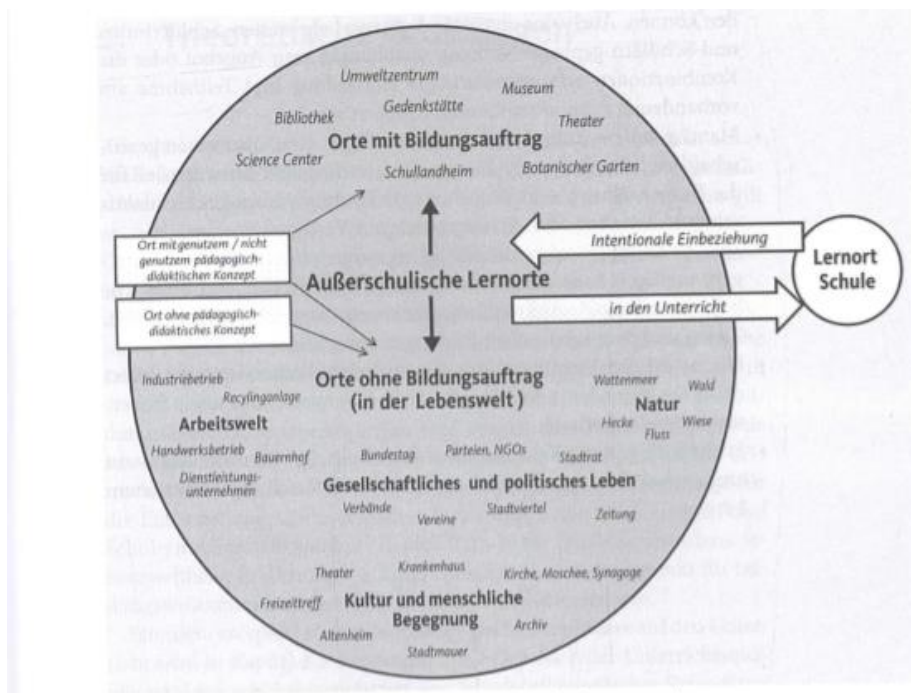 Umweltzentrum
Museum
Gedenkstätte
Bibliothek
Theater
Orte mit Bildungsauftrag
Science Center
Schullandheim
Botanischer Garten
Ort mit genutzem / nicht
genutzem pädagogisch-
didaktischen Konzept
Intentionale Einbeziehung
Lernort
Schule
Außerschulische Lernorte
in den Unterricht
Ort ohne pädagogisch-
didaktisches Konzept
Orte ohne Bildungsauftrag
(in der Lebenswelt)
Industriebetrieb
Recylinganlage
Arbeitswelt
Handwerksbetrieb
Bauernhof
Dienstleistungs-
unternehmen
Wattenmeer
Wald
Natur
Hecke
Fluss
Wiese
Bundestag
Parteien, NGOs
Stadtrat
Gesellschaftliches und politisches Leben
Verbände
Vereine
Stadtviertel
Zeitung
Theater
Krankenhaus
Kirche, Moschee, Synagoge
Freizeittreff
Kultur und menschliche
Begegnung
Archiv
Altenheim
Stadtmauer